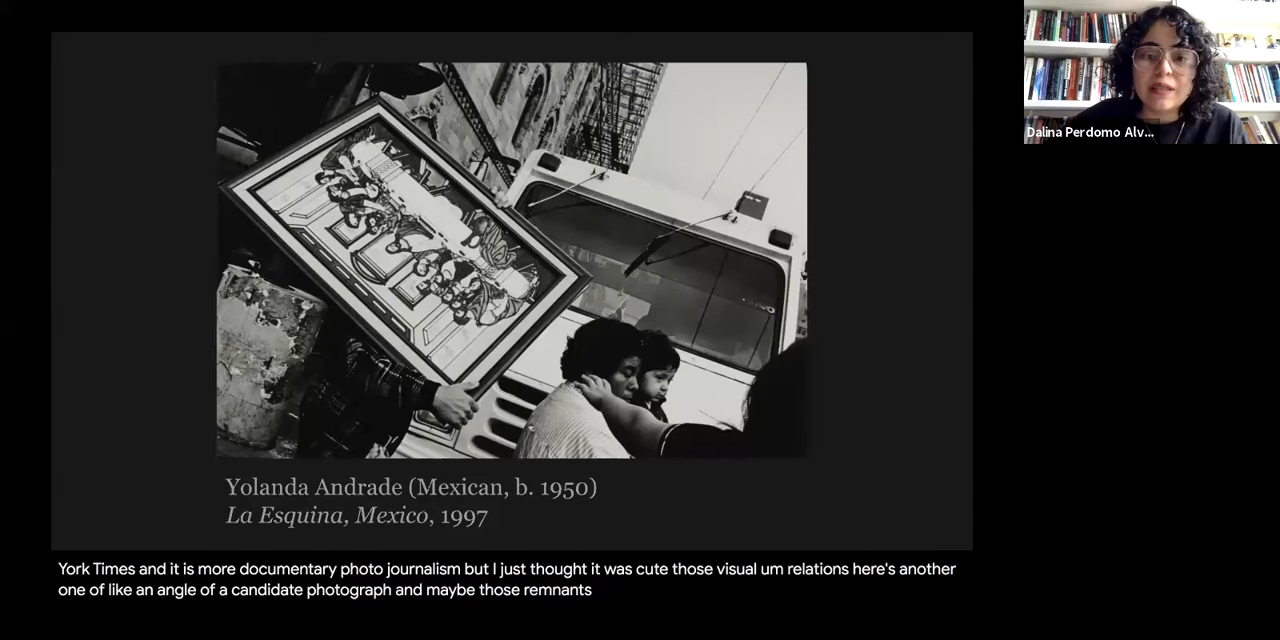 Dalina Perdomo Alv...
Yolanda Andrade (Mexican, b. 1950)
La Esquina, Mexico, 1997
York Times and it is more documentary photo journalism but I just thought it was cute those visual um relations here's another
one of like an angle of a candidate photograph and maybe those remnants